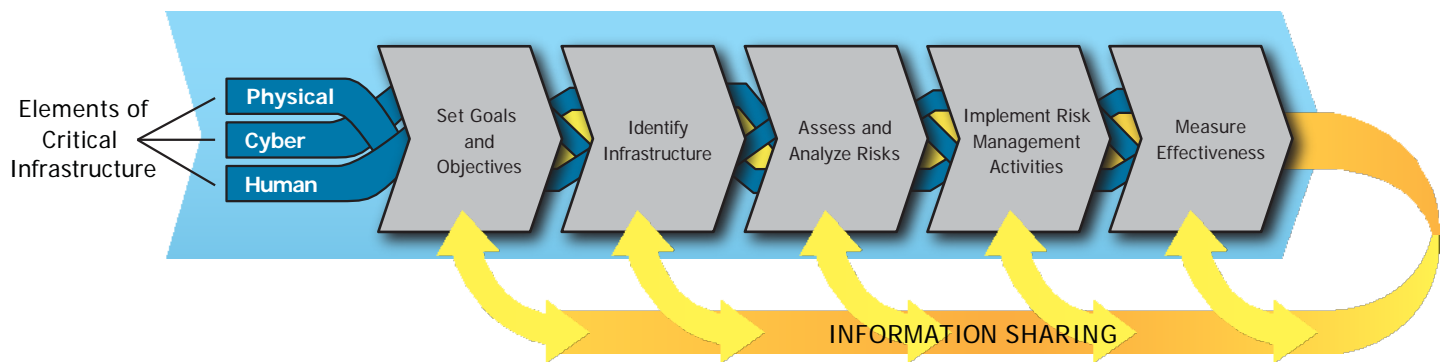 Elements of
Critical
Infrastructure
Physical
Cyber
Human
Set Goals
and
Objectives
Identify
Infrastructure
Assess and
Analyze Risks
Implement Risk
Management
Activities
Measure
Effectiveness
INFORMATION SHARING